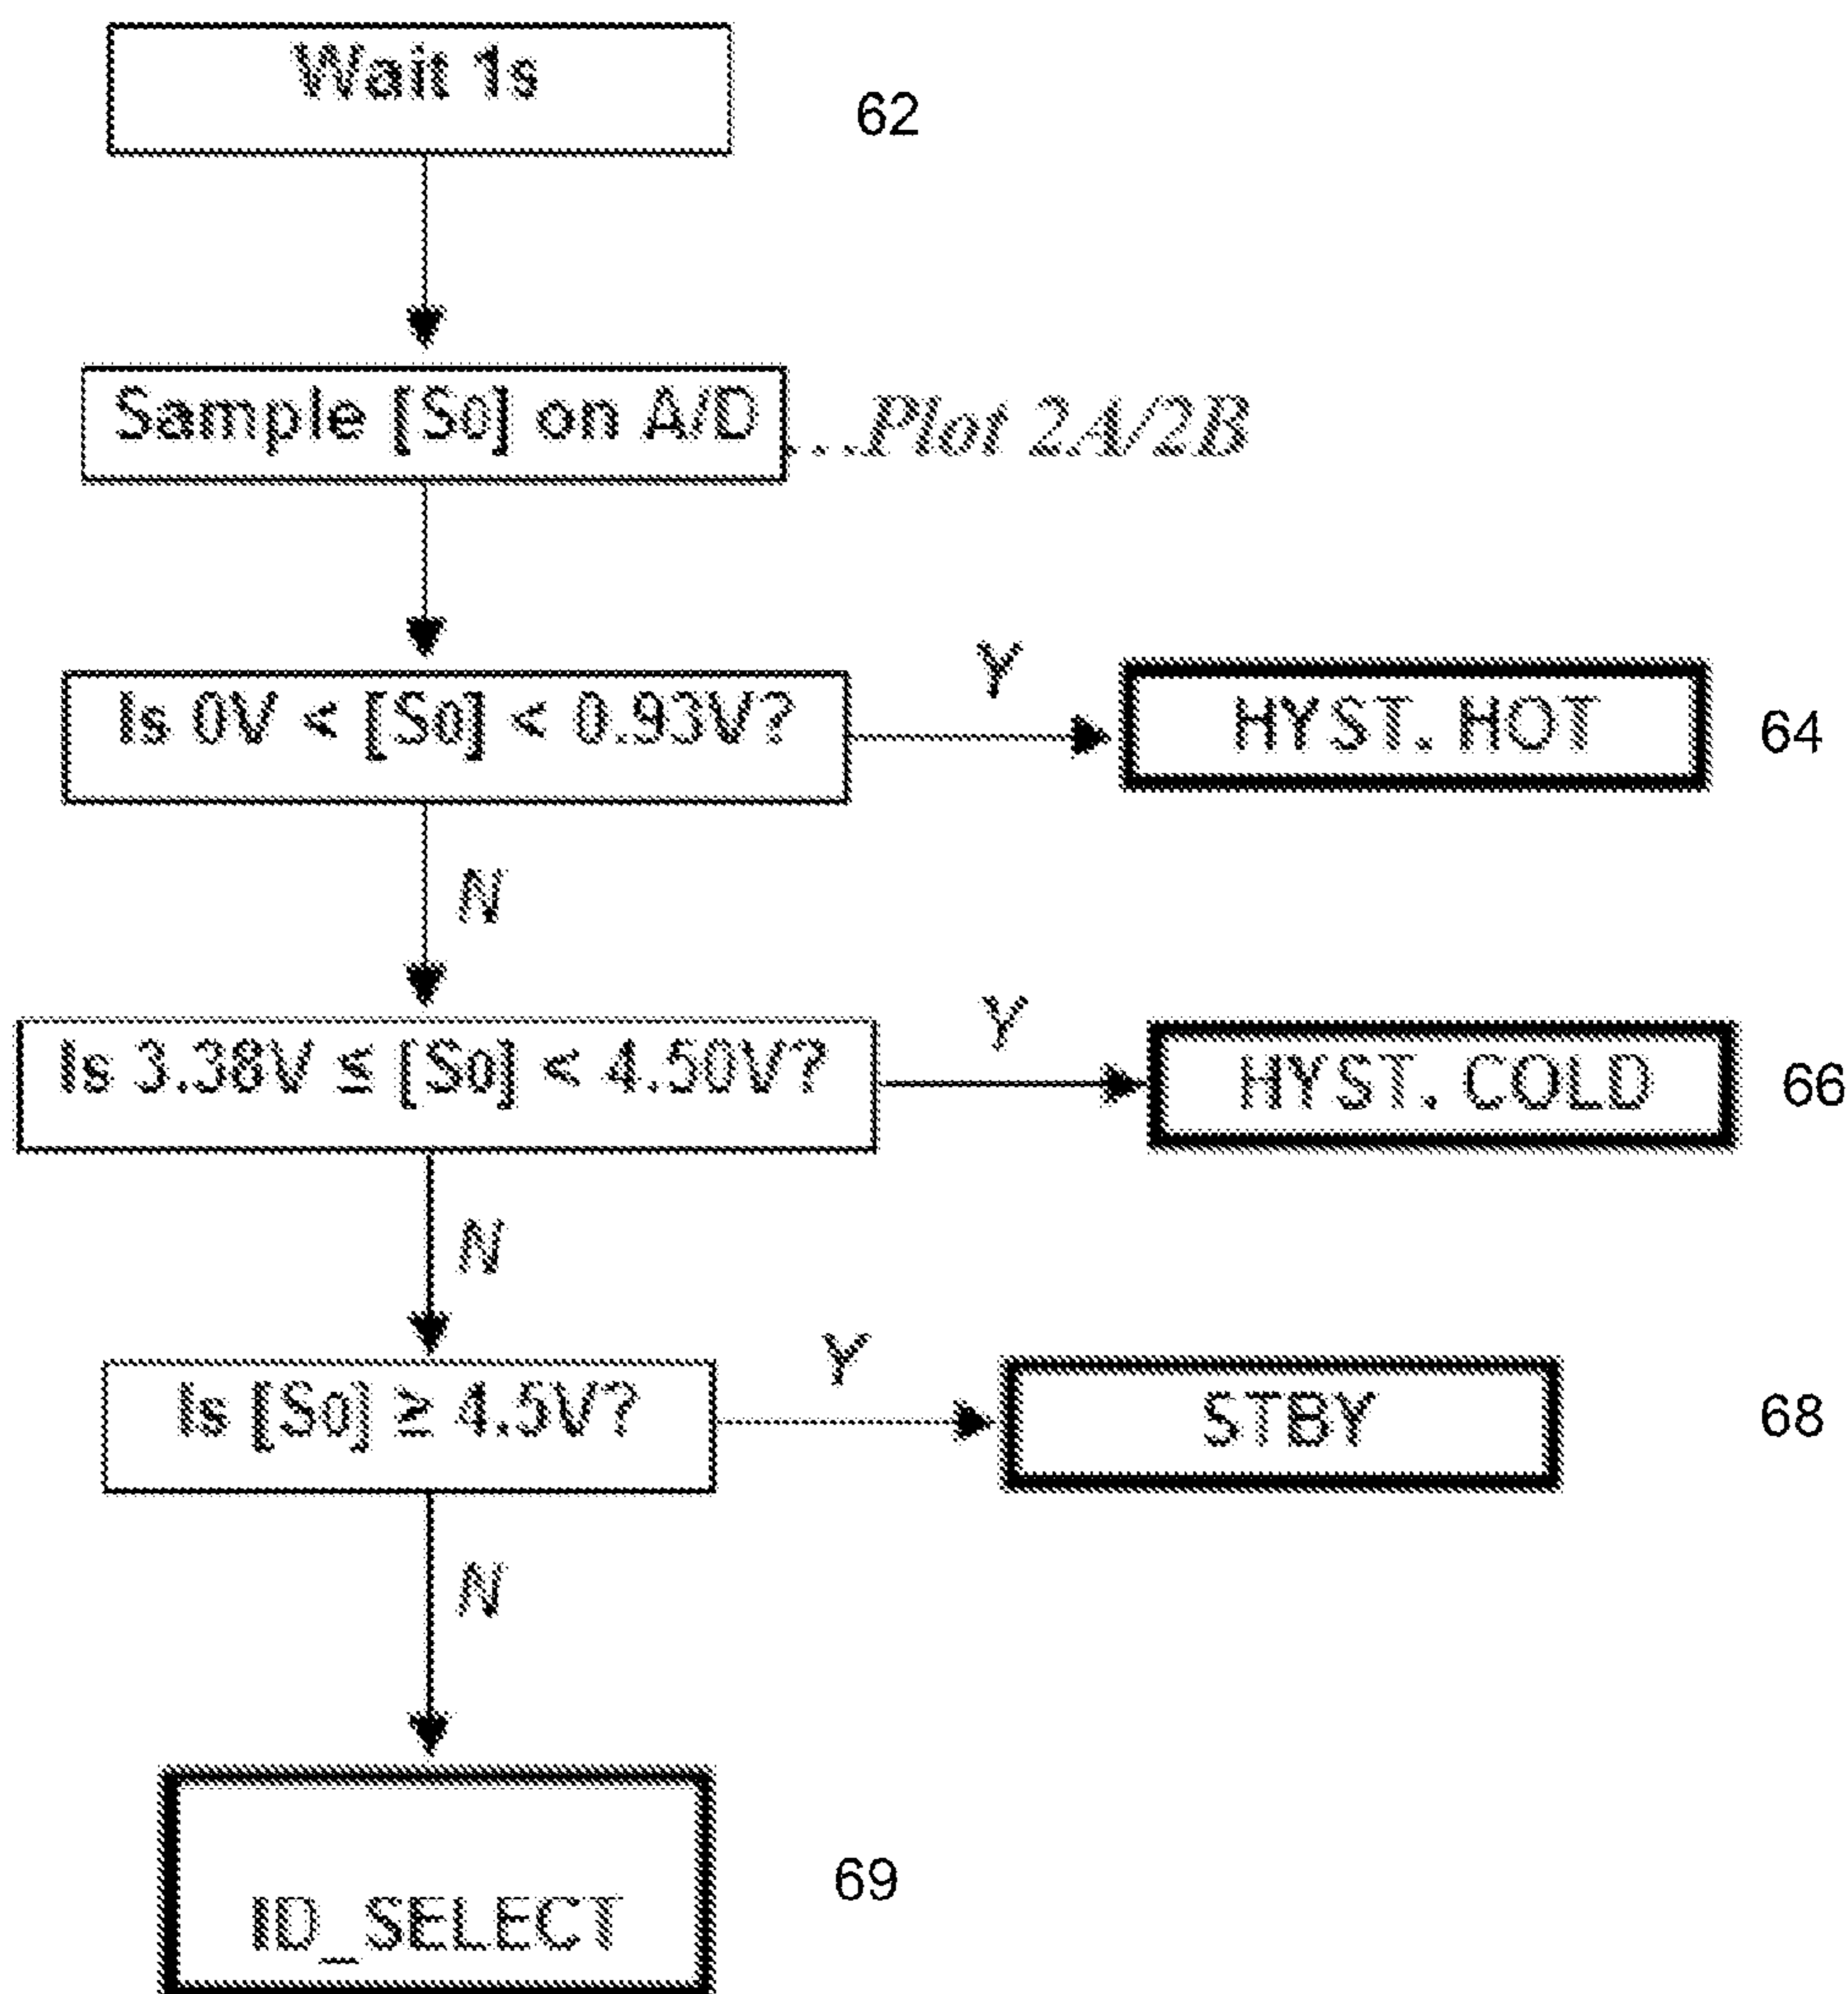 Wait 1s
62
Sample [S0] on A/D
....Plot 2A/2B
Is 0V < [S0] < 0.93V?
Y
HYST. HOT
64
N
Is 3.38V ≤ [S0] < 4.50V?
Y
HYST. COLD
66
N
Is [S0] ≥ 4.5V?
Y
STBY
68
N
ID_SELECT
69